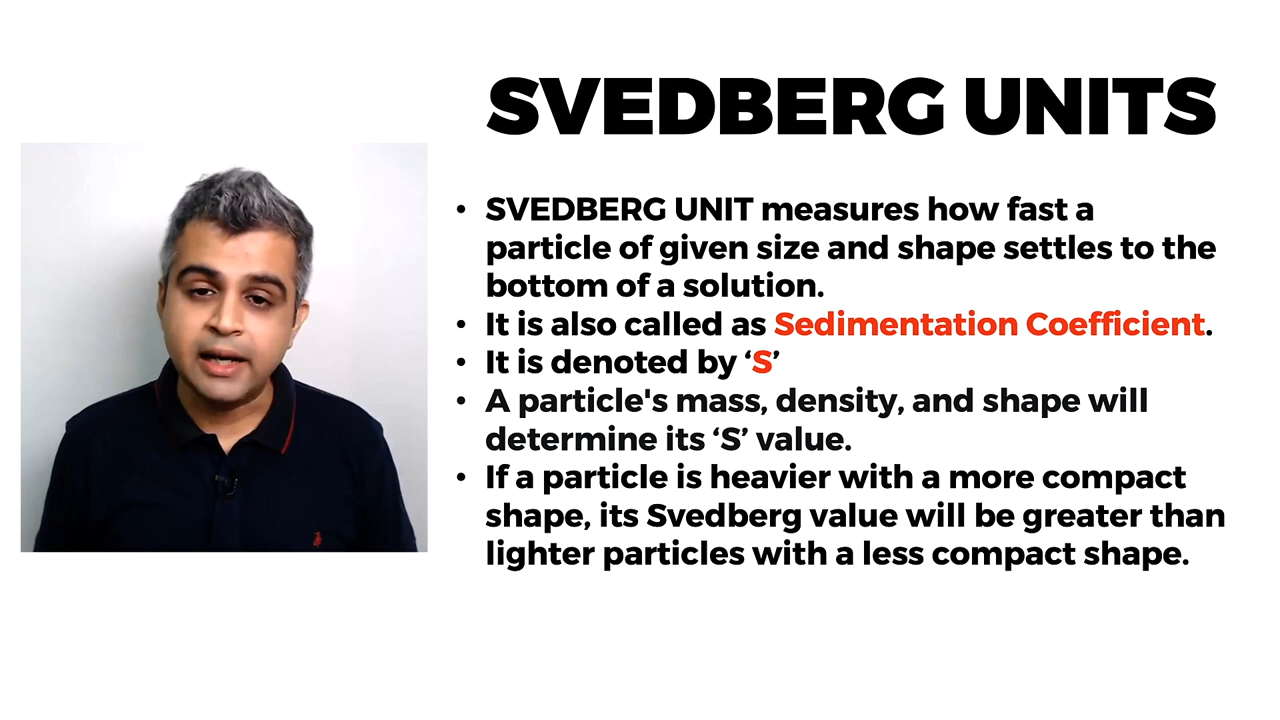 SVEDBERG UNITS
• SVEDBERG UNIT measures how fast a
particle of given size and shape settles to the
bottom of a solution.
• It is also called as Sedimentation Coefficient.
• It is denoted by ‘S’
• A particle's mass, density, and shape will
determine its ‘S’ value.
• If a particle is heavier with a more compact
shape, its Svedberg value will be greater than
lighter particles with a less compact shape.